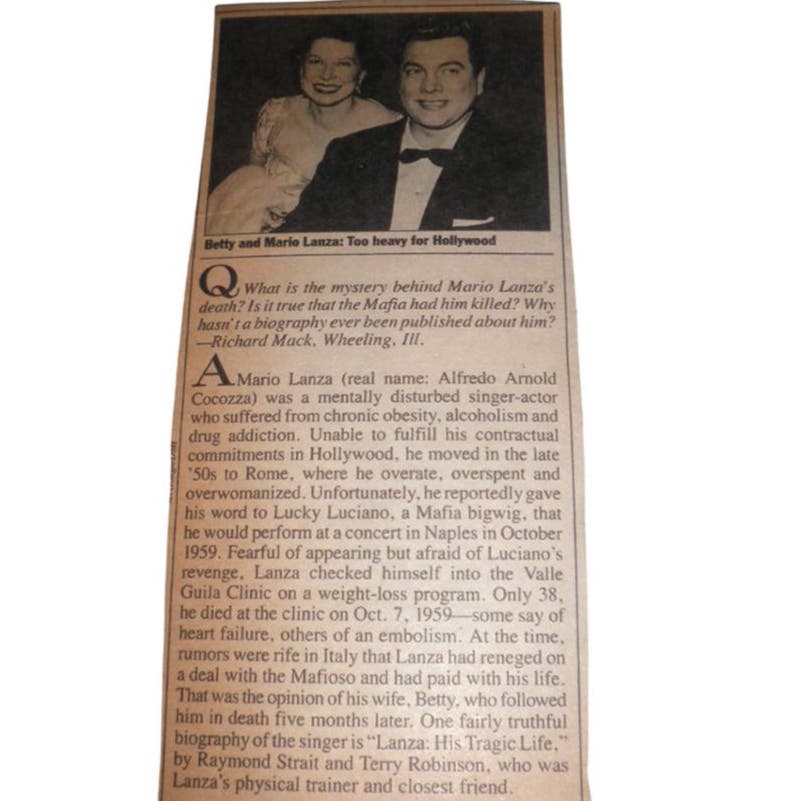 Betty and Mario Lanza: Too heavy for Hollywood
Q What is the mystery behind Mario Lanza's
death? Is it true that the Mafia had him killed? Why
hasn't a biography ever been published about him?
—Richard Mack, Wheeling, Ill.
A Mario Lanza (real name: Alfredo Arnold
Cocozza) was a mentally disturbed singer-actor
who suffered from chronic obesity, alcoholism and
drug addiction. Unable to fulfill his contractual
commitments in Hollywood, he moved in the late
'50s to Rome, where he overate, overspent and
overwomanized. Unfortunately, he reportedly gave
his word to Lucky Luciano, a Mafia bigwig, that
he would perform at a concert in Naples in October
1959. Fearful of appearing but afraid of Luciano's
revenge, Lanza checked himself into the Valle
Guila Clinic on a weight-loss program. Only 38,
he died at the clinic on Oct. 7, 1959—some say of
heart failure, others of an embolism. At the time,
rumors were rife in Italy that Lanza had reneged on
a deal with the Mafioso and had paid with his life.
That was the opinion of his wife, Betty, who followed
him in death five months later. One fairly truthful
biography of the singer is "Lanza: His Tragic Life,"
by Raymond Strait and Terry Robinson, who was
Lanza's physical trainer and closest friend.